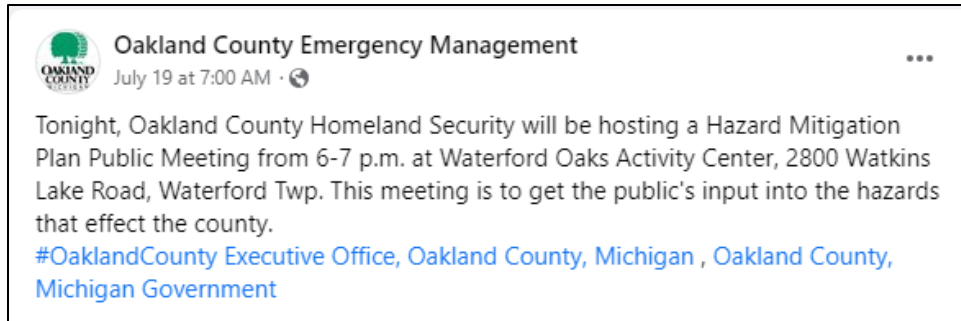 Oakland County Emergency Management
July 19 at 7:00 AM ·
OAKLAND
COUNTY
MICHIGAN
Tonight, Oakland County Homeland Security will be hosting a Hazard Mitigation
Plan Public Meeting from 6-7 p.m. at Waterford Oaks Activity Center, 2800 Watkins
Lake Road, Waterford Twp. This meeting is to get the public's input into the hazards
that effect the county.
#OaklandCounty Executive Office, Oakland County, Michigan , Oakland County,
Michigan Government